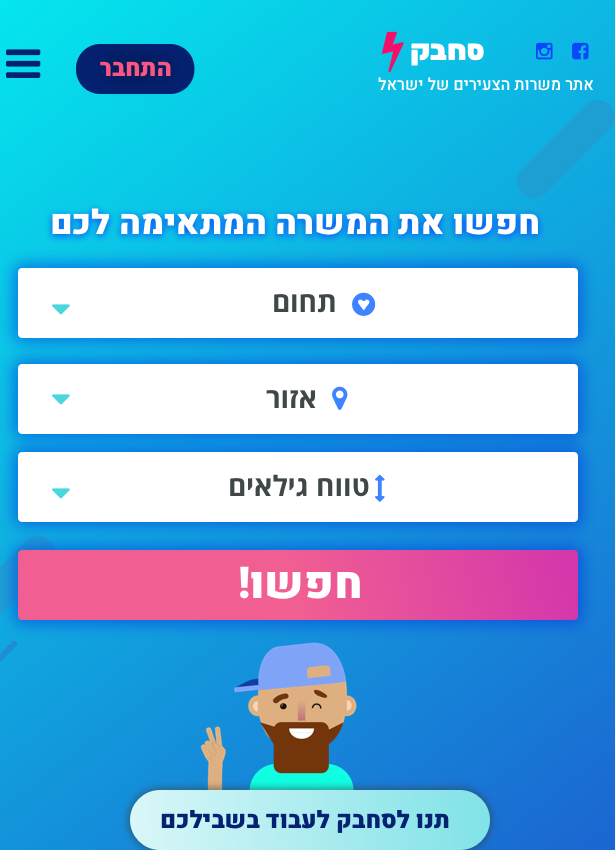 סחבק
אתר משרות הצעירים של ישראל
התחבר
חפשו את המשרה המתאימה לכם
תחום
אזור
טווח גילאים
חפשו!
תנו לסחבק לעבוד בשבילכם